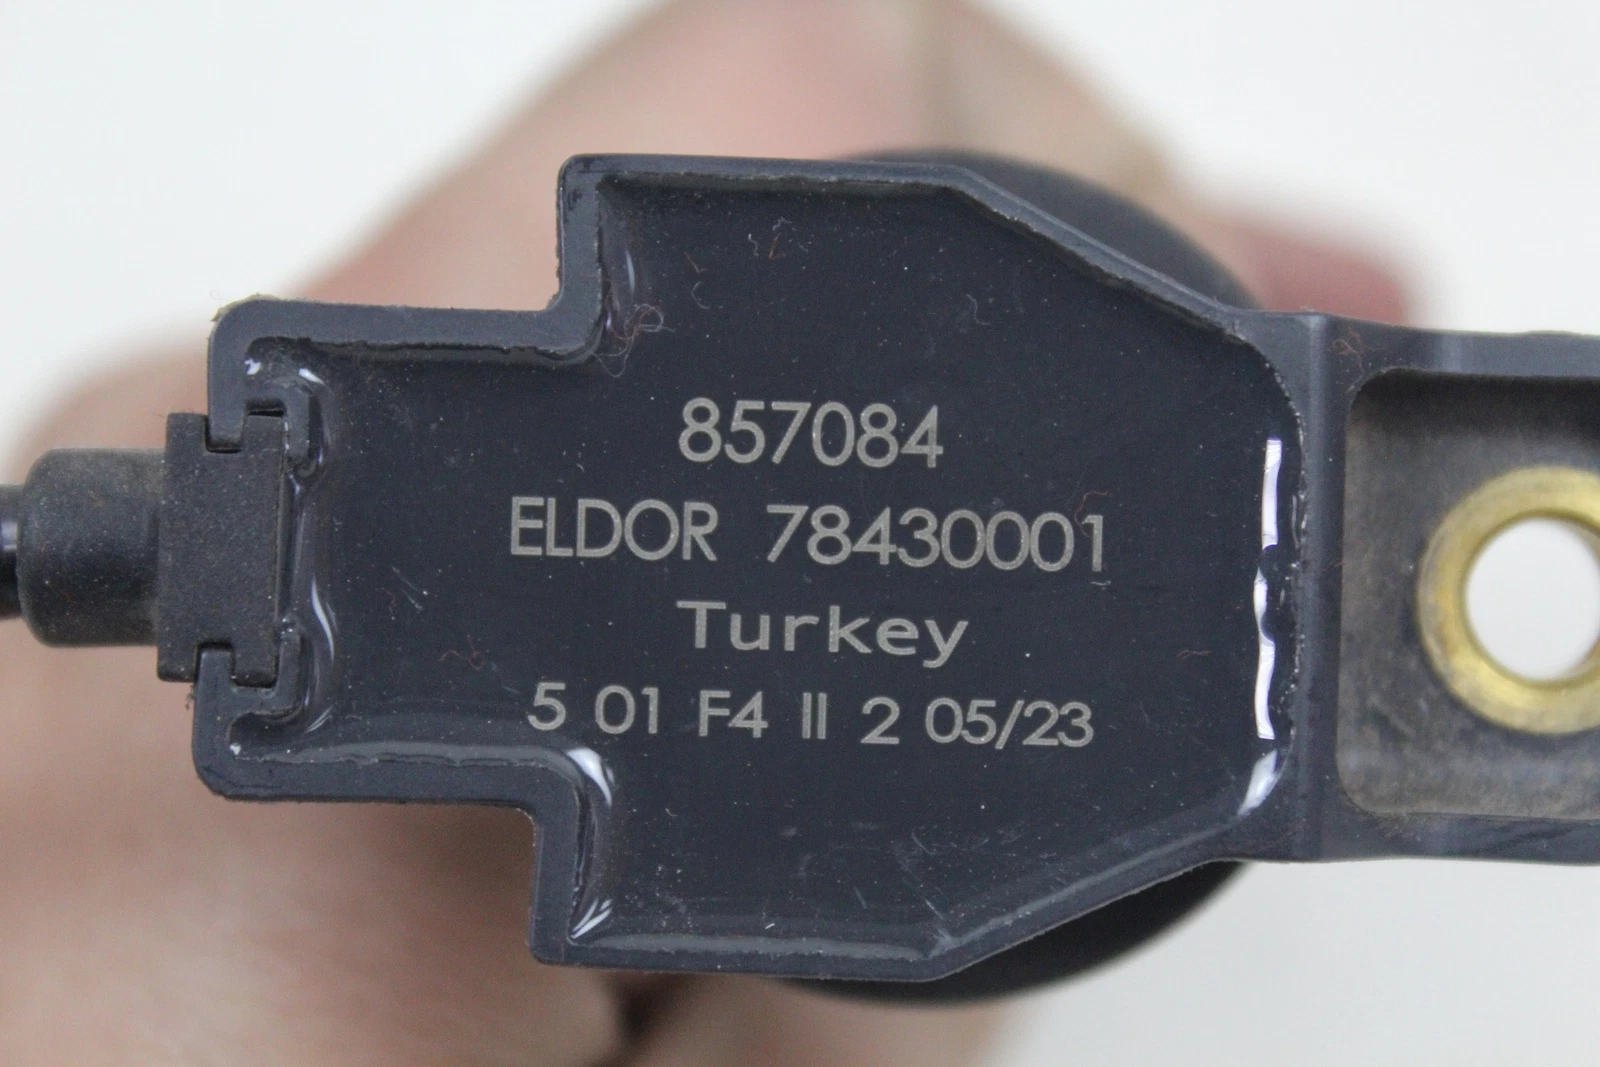 857084
ELDOR 78430001
Turkey
5 01 F4 II 2 05/23